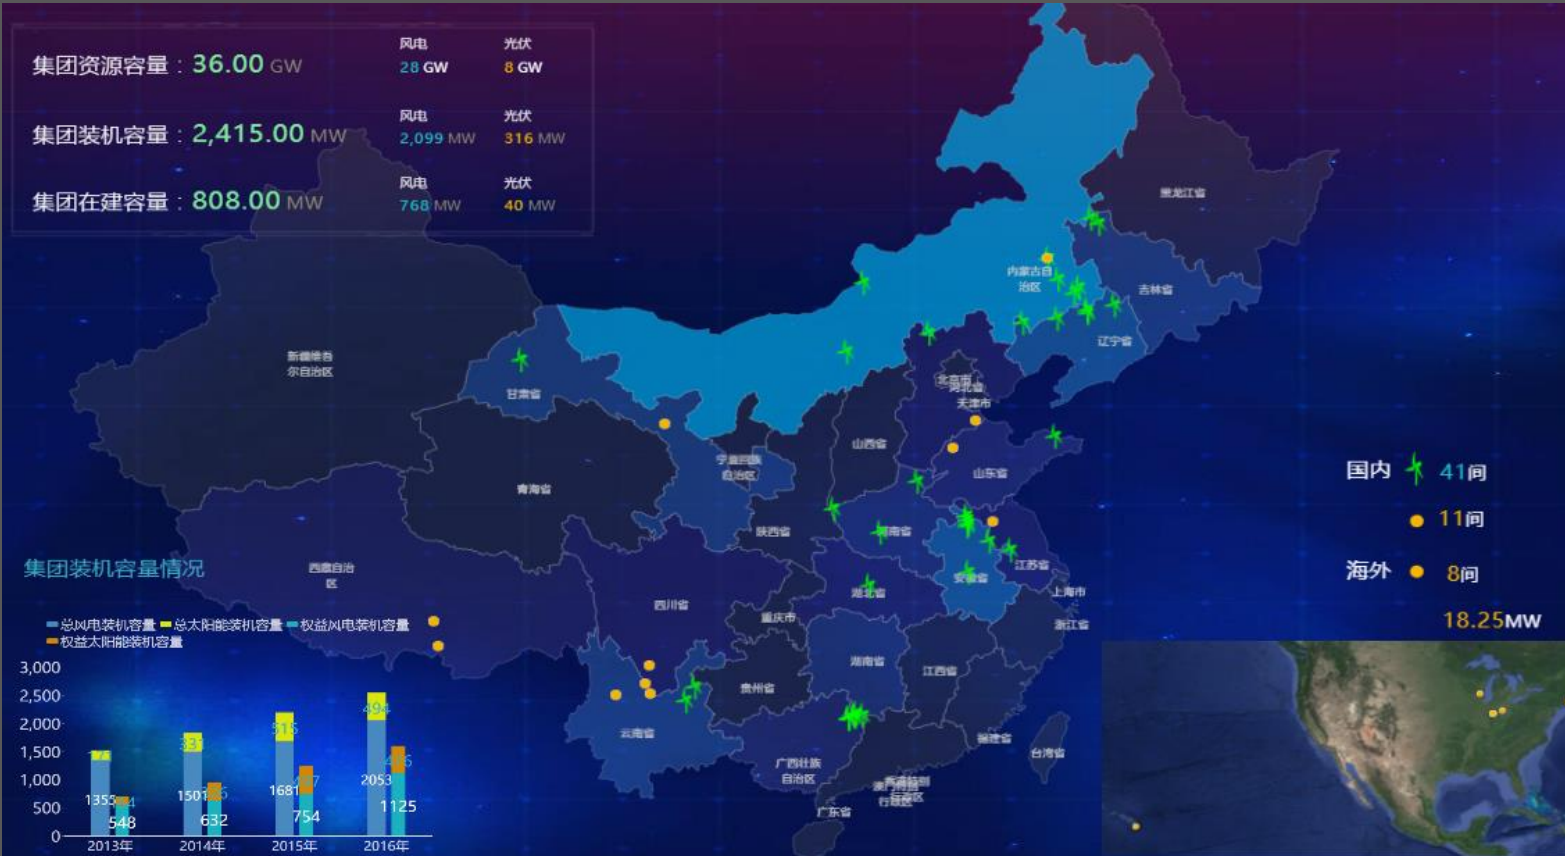 集团资源容量 : 36.00 GW
风电
28 GW
光伏
8 GW
集团装机容量 : 2,415.00 MW
风电
2,099 MW
光伏
316 MW
集团在建容量 : 808.00 MW
风电
768 MW
光伏
40 MW
黑龙江省
内蒙古自
治区
吉林省
辽宁省
新疆维吾
尔自治区
甘肃省
北京市
河北省
天津市
山西省
宁夏回族
自治区
山东省
青海省
陕西省
河南省
西藏自治
区
四川省
湖北省
安徽省
江苏省
上海市
重庆市
浙江省
湖南省
江西省
贵州省
云南省
广西壮族
自治区
福建省
台湾省
广东省
国内 41间
11间
海外 8间
18.25MW
集团装机容量情况
总风电装机容量 总太阳能装机容量 权益风电装机容量
权益太阳能装机容量
3,000
2,500
2,000
1,500
1,000
500
0
1355
548
1501
632
1681
515
754
2053
494
1125
2013年 2014年 2015年 2016年